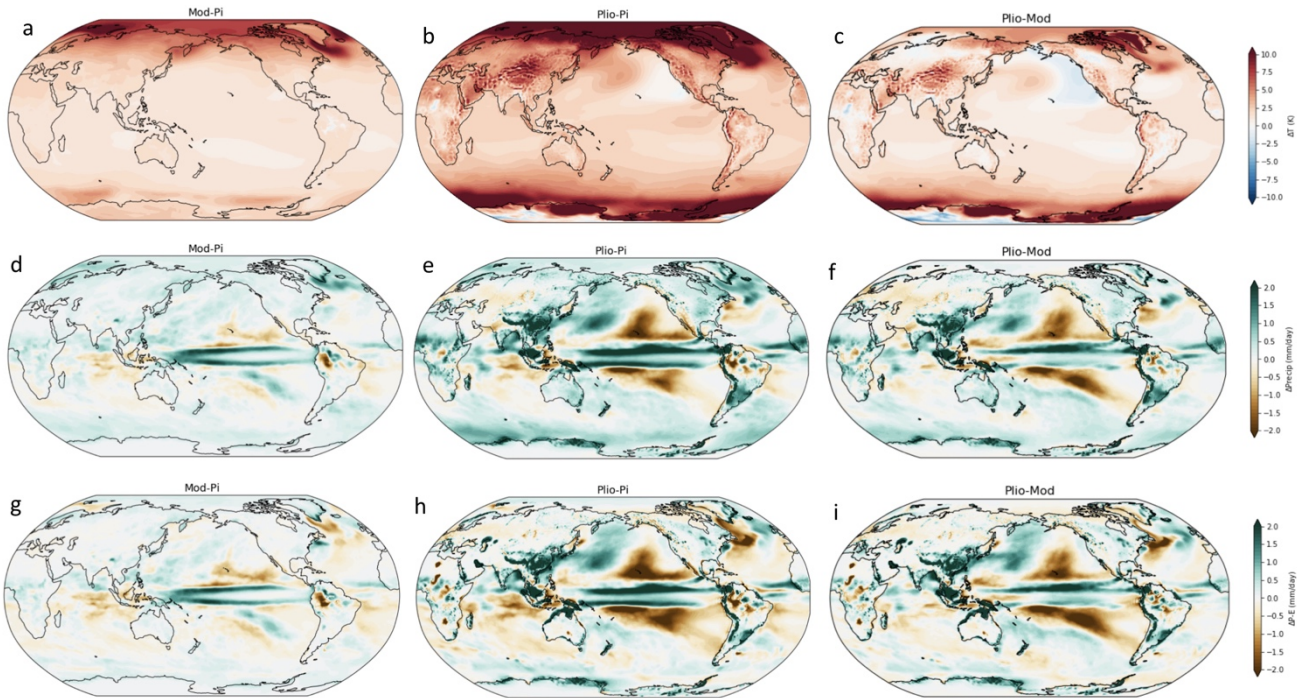 Mod-Pi
Plio-Pi
Plio-Mod
a
b
c
10.0
7.5
5.0
2.5
0.0
−2.5
−5.0
−7.5
−10.0
ΔT (K)
Mod-Pi
Plio-Pi
Plio-Mod
d
e
f
2.0
1.5
1.0
0.5
0.0
−0.5
−1.0
−1.5
−2.0
ΔPrecip (mm/day)
Mod-Pi
Plio-Pi
Plio-Mod
g
h
i
2.0
1.5
1.0
0.5
0.0
−0.5
−1.0
−1.5
−2.0
ΔP-E (mm/day)